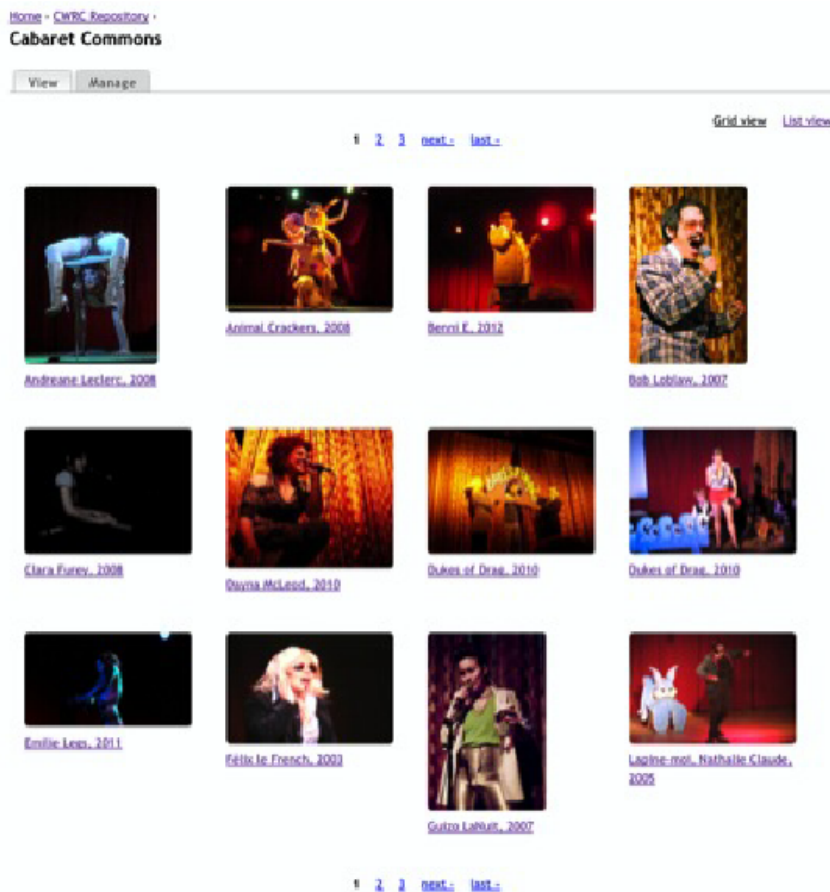 Home » CWRC Repository »
Cabaret Commons
View Manage
Grid view List view
1 2 3 next › last »
Andreane Leclerc, 2008
Animal Crackers, 2008
Benni E, 2012
Bob Loblaw, 2007
Clara Furey, 2008
Dayna McLeod, 2010
Dukes of Drag, 2010
Dukes of Drag, 2010
Emilie Legs, 2011
Félix le French, 2003
Guizo LaNuit, 2007
Lapine-moi, Nathalie Claude,
2005
1 2 3 next › last »